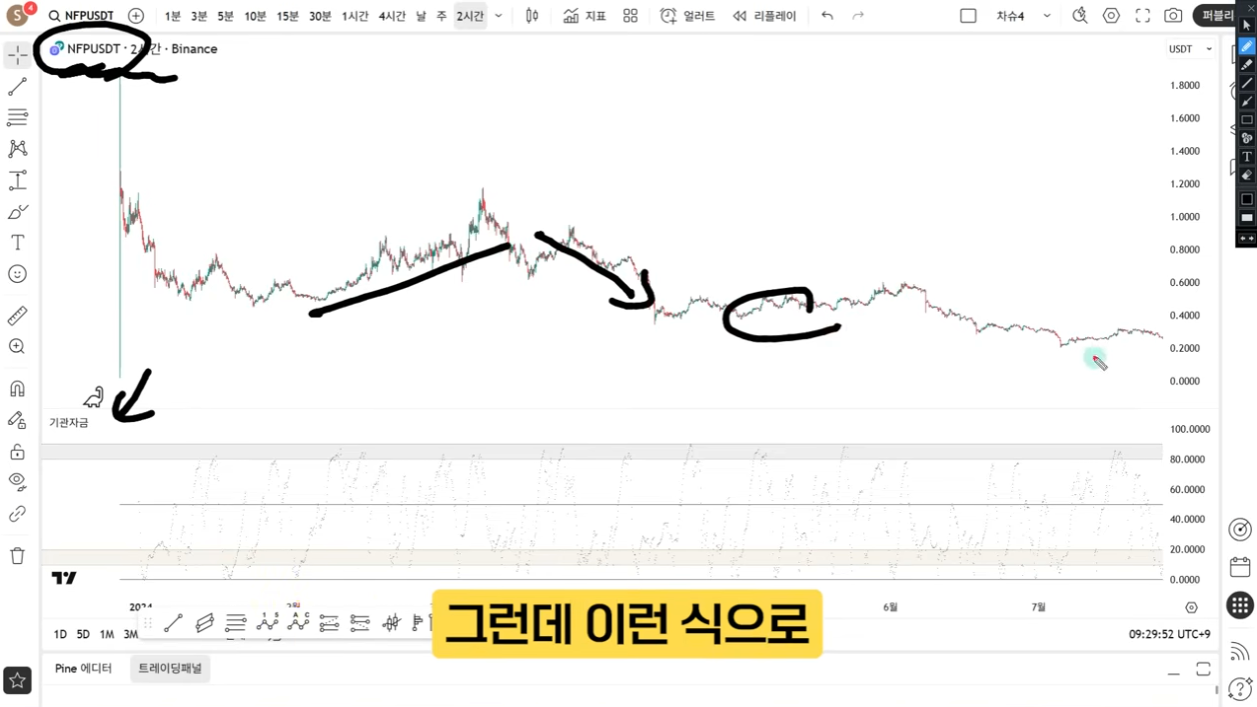 S 4 NFPUSDT 1분 3분 5분 10분 15분 30분 1시간 4시간 날 주 2시간 지표 얼러트 리플레이 차슈4 퍼블리
NFPUSDT · 2시간 · Binance
USDT
1.8000
1.6000
1.4000
1.2000
1.0000
0.8000
0.6000
0.4000
0.2000
0.0000
기관자금
100.0000
80.0000
60.0000
40.0000
20.0000
0.0000
2024 6월 7월
그런데 이런 식으로
1D 5D 1M 3M
09:29:52 UTC+9
Pine 에디터 트레이딩패널